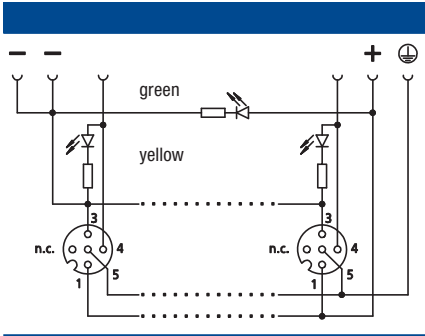 – – +
green
yellow
3 3
n.c. 4 n.c. 4
1 5 1 5